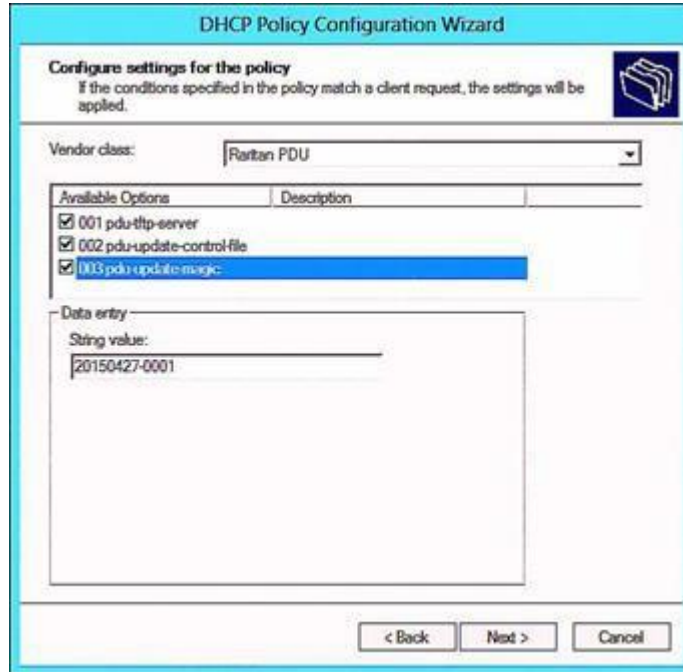 DHCP Policy Configuration Wizard
Configure settings for the policy
If the conditions specified in the policy match a client request, the settings will be
applied.
Vendor class:
Raritan PDU
Available Options
Description
001 pdu-tftp-server
002 pdu-update-control-file
003 pdu-update-magic
Data entry
String value:
20150427-0001
< Back
Next >
Cancel